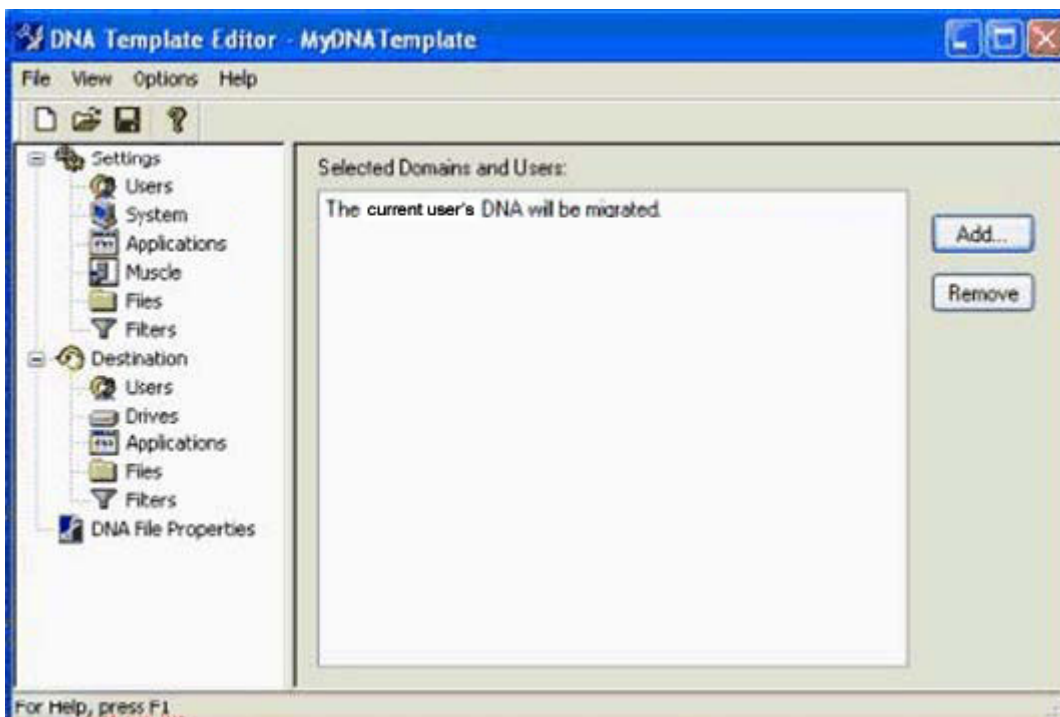 DNA Template Editor - MyDNATemplate
File View Options Help
Settings
Users
System
Applications
Muscle
Files
Filters
Destination
Users
Drives
Applications
Files
Filters
DNA File Properties
Selected Domains and Users:
The current user's DNA will be migrated.
Add...
Remove
For Help, press F1